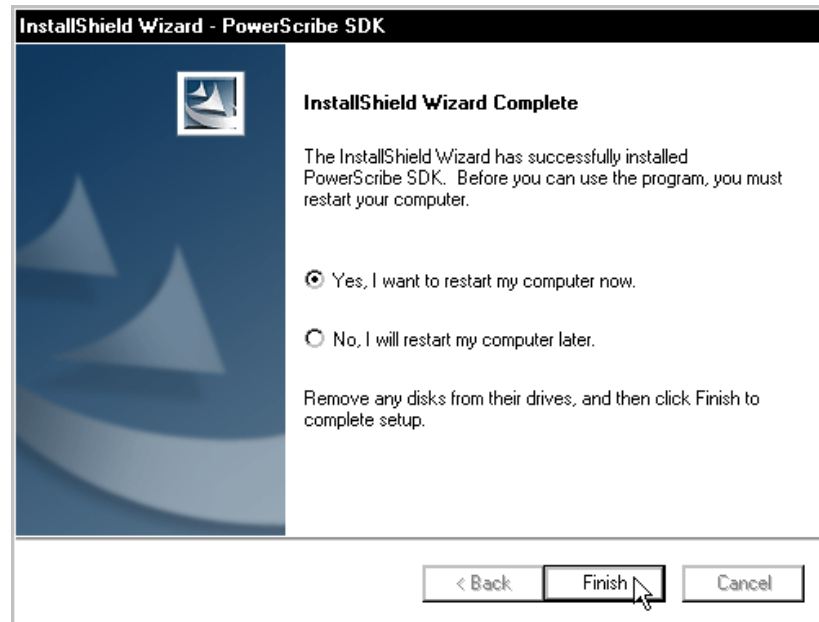 InstallShield Wizard - PowerScribe SDK
InstallShield Wizard Complete
The InstallShield Wizard has successfully installed
PowerScribe SDK.  Before you can use the program, you must
restart your computer.
Yes, I want to restart my computer now.
No, I will restart my computer later.
Remove any disks from their drives, and then click Finish to
complete setup.
< Back
Finish
Cancel